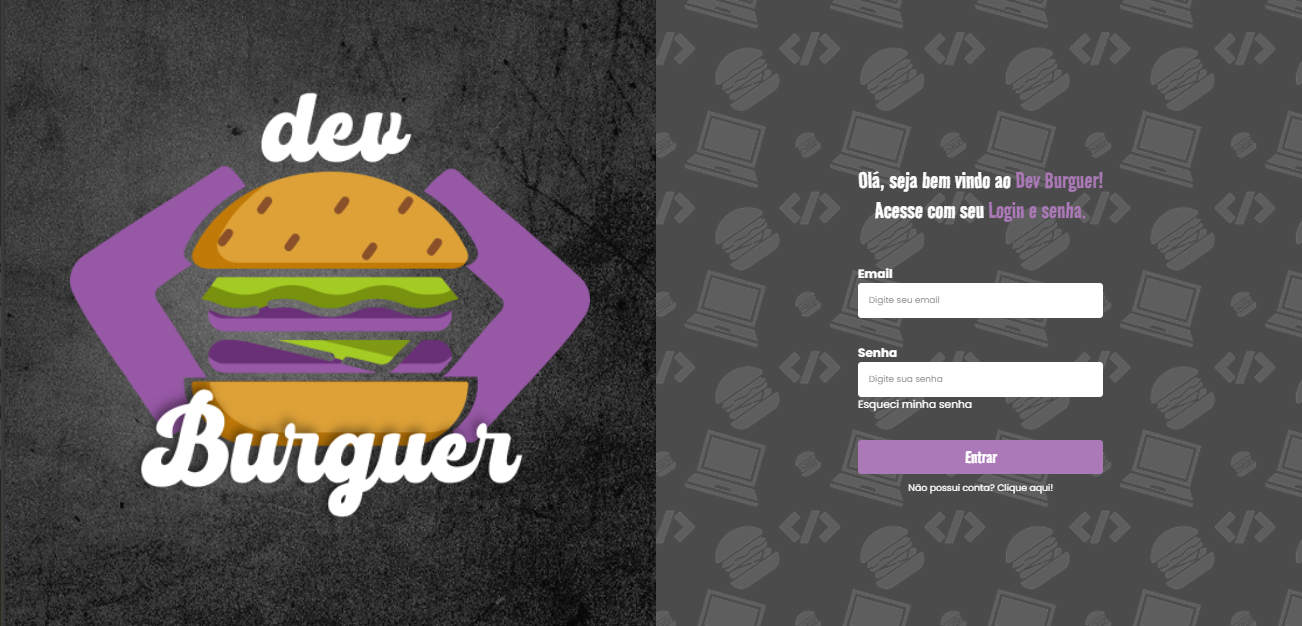 dev
Burguer
Olá, seja bem vindo ao Dev Burguer!
Acesse com seu Login e senha.
Email
Digite seu email
Senha
Digite sua senha
Esqueci minha senha
Entrar
Não possui conta? Clique aqui!